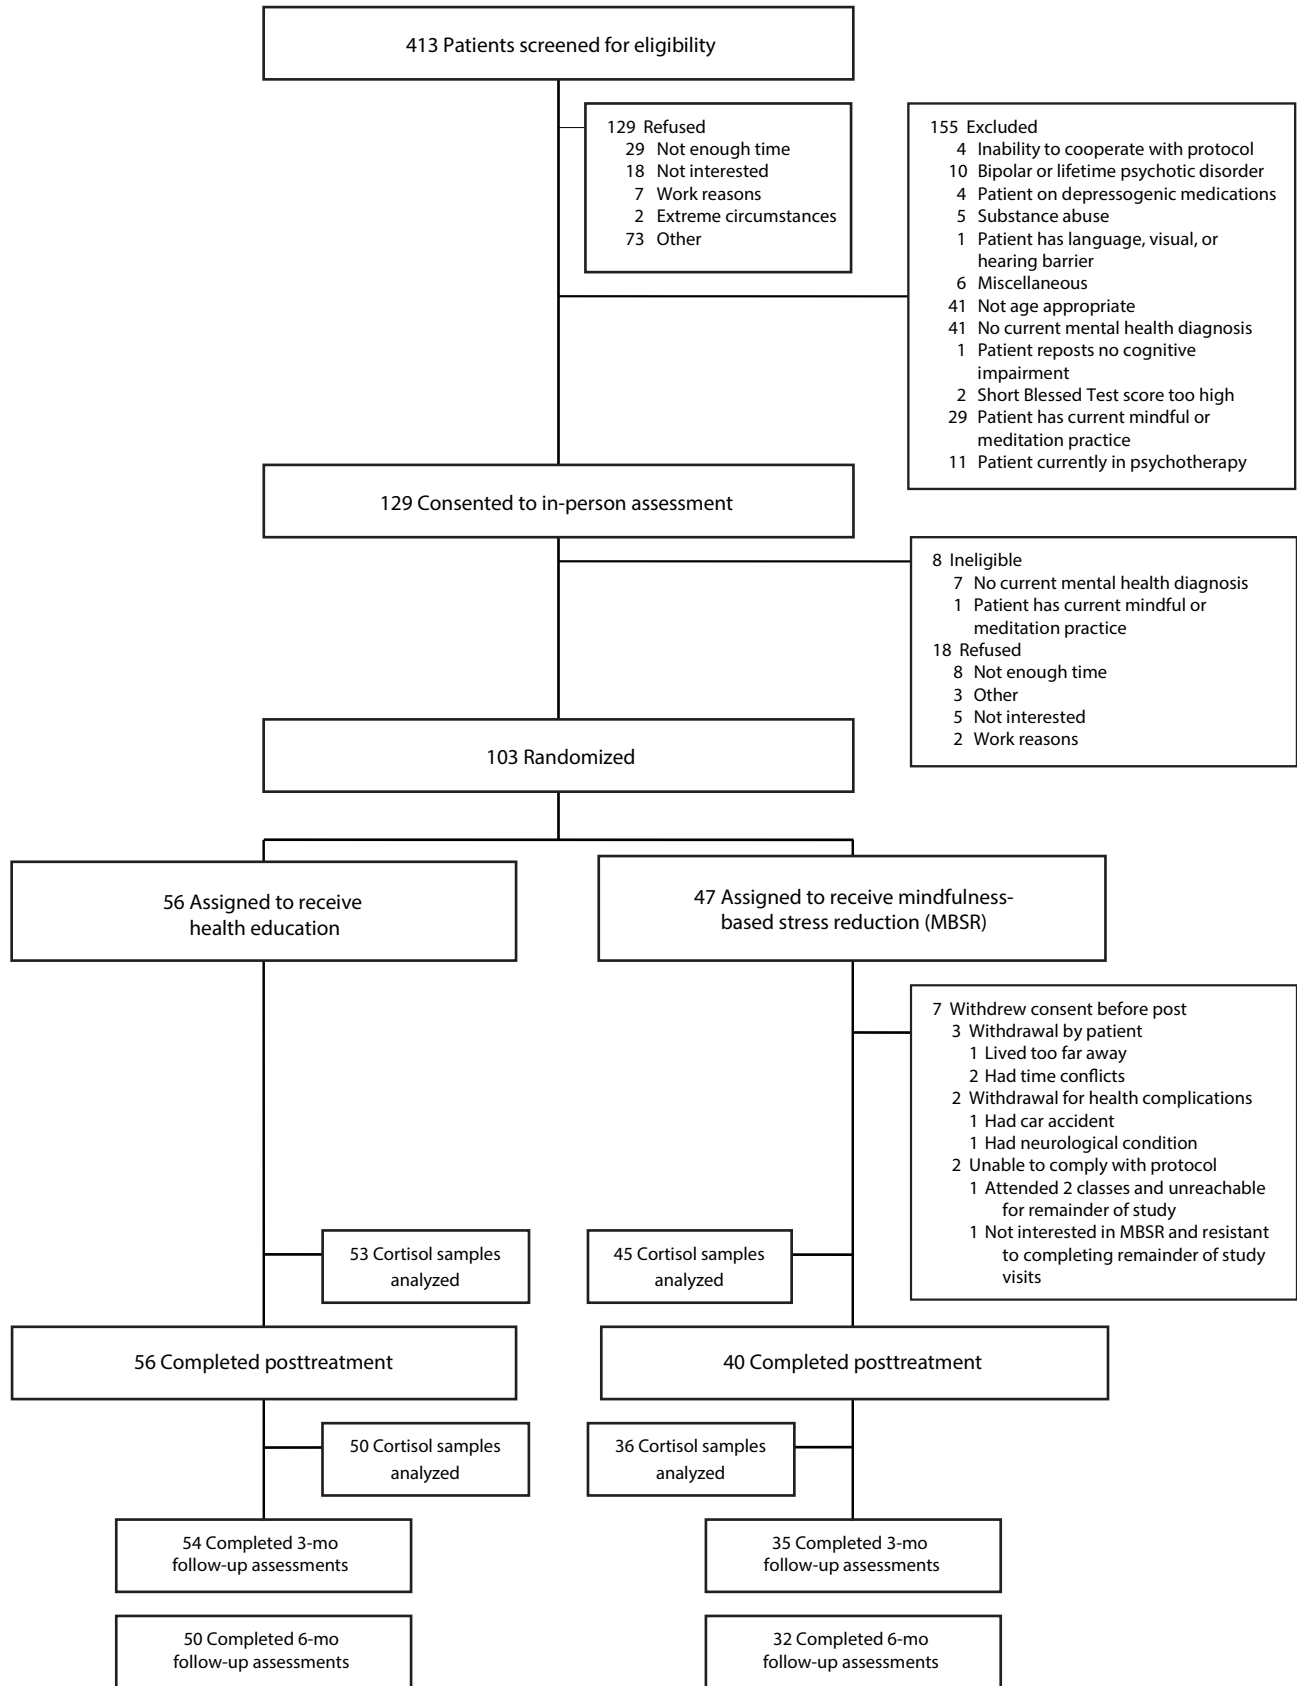 413 Patients screened for eligibility
129 Refused
29 Not enough time
18 Not interested
7 Work reasons
2 Extreme circumstances
73 Other
155 Excluded
4 Inability to cooperate with protocol
10 Bipolar or lifetime psychotic disorder
4 Patient on depressogenic medications
5 Substance abuse
1 Patient has language, visual, or
hearing barrier
6 Miscellaneous
41 Not age appropriate
41 No current mental health diagnosis
1 Patient reposts no cognitive
impairment
2 Short Blessed Test score too high
29 Patient has current mindful or
meditation practice
11 Patient currently in psychotherapy
129 Consented to in-person assessment
8 Ineligible
7 No current mental health diagnosis
1 Patient has current mindful or
meditation practice
18 Refused
8 Not enough time
3 Other
5 Not interested
2 Work reasons
103 Randomized
56 Assigned to receive
health education
47 Assigned to receive mindfulness-
based stress reduction (MBSR)
7 Withdrew consent before post
3 Withdrawal by patient
1 Lived too far away
2 Had time conflicts
2 Withdrawal for health complications
1 Had car accident
1 Had neurological condition
2 Unable to comply with protocol
1 Attended 2 classes and unreachable
for remainder of study
1 Not interested in MBSR and resistant
to completing remainder of study
visits
53 Cortisol samples
analyzed
45 Cortisol samples
analyzed
56 Completed posttreatment
40 Completed posttreatment
50 Cortisol samples
analyzed
36 Cortisol samples
analyzed
54 Completed 3-mo
follow-up assessments
35 Completed 3-mo
follow-up assessments
50 Completed 6-mo
follow-up assessments
32 Completed 6-mo
follow-up assessments